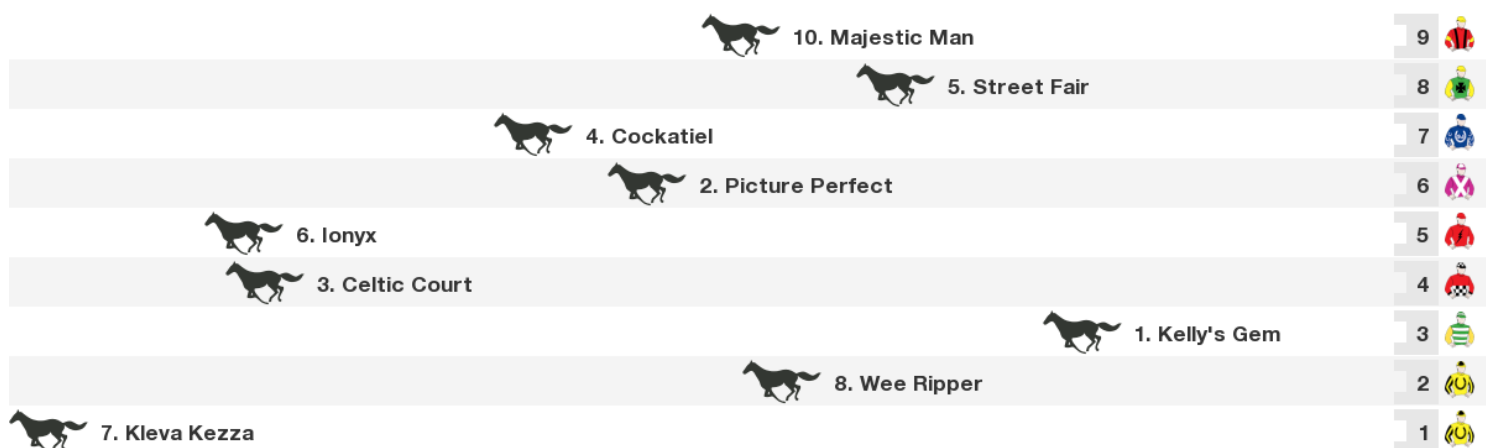 10. Majestic Man 9
5. Street Fair 8
4. Cockatiel 7
2. Picture Perfect 6
6. Ionyx 5
3. Celtic Court 4
1. Kelly's Gem 3
8. Wee Ripper 2
7. Kleva Kezza 1